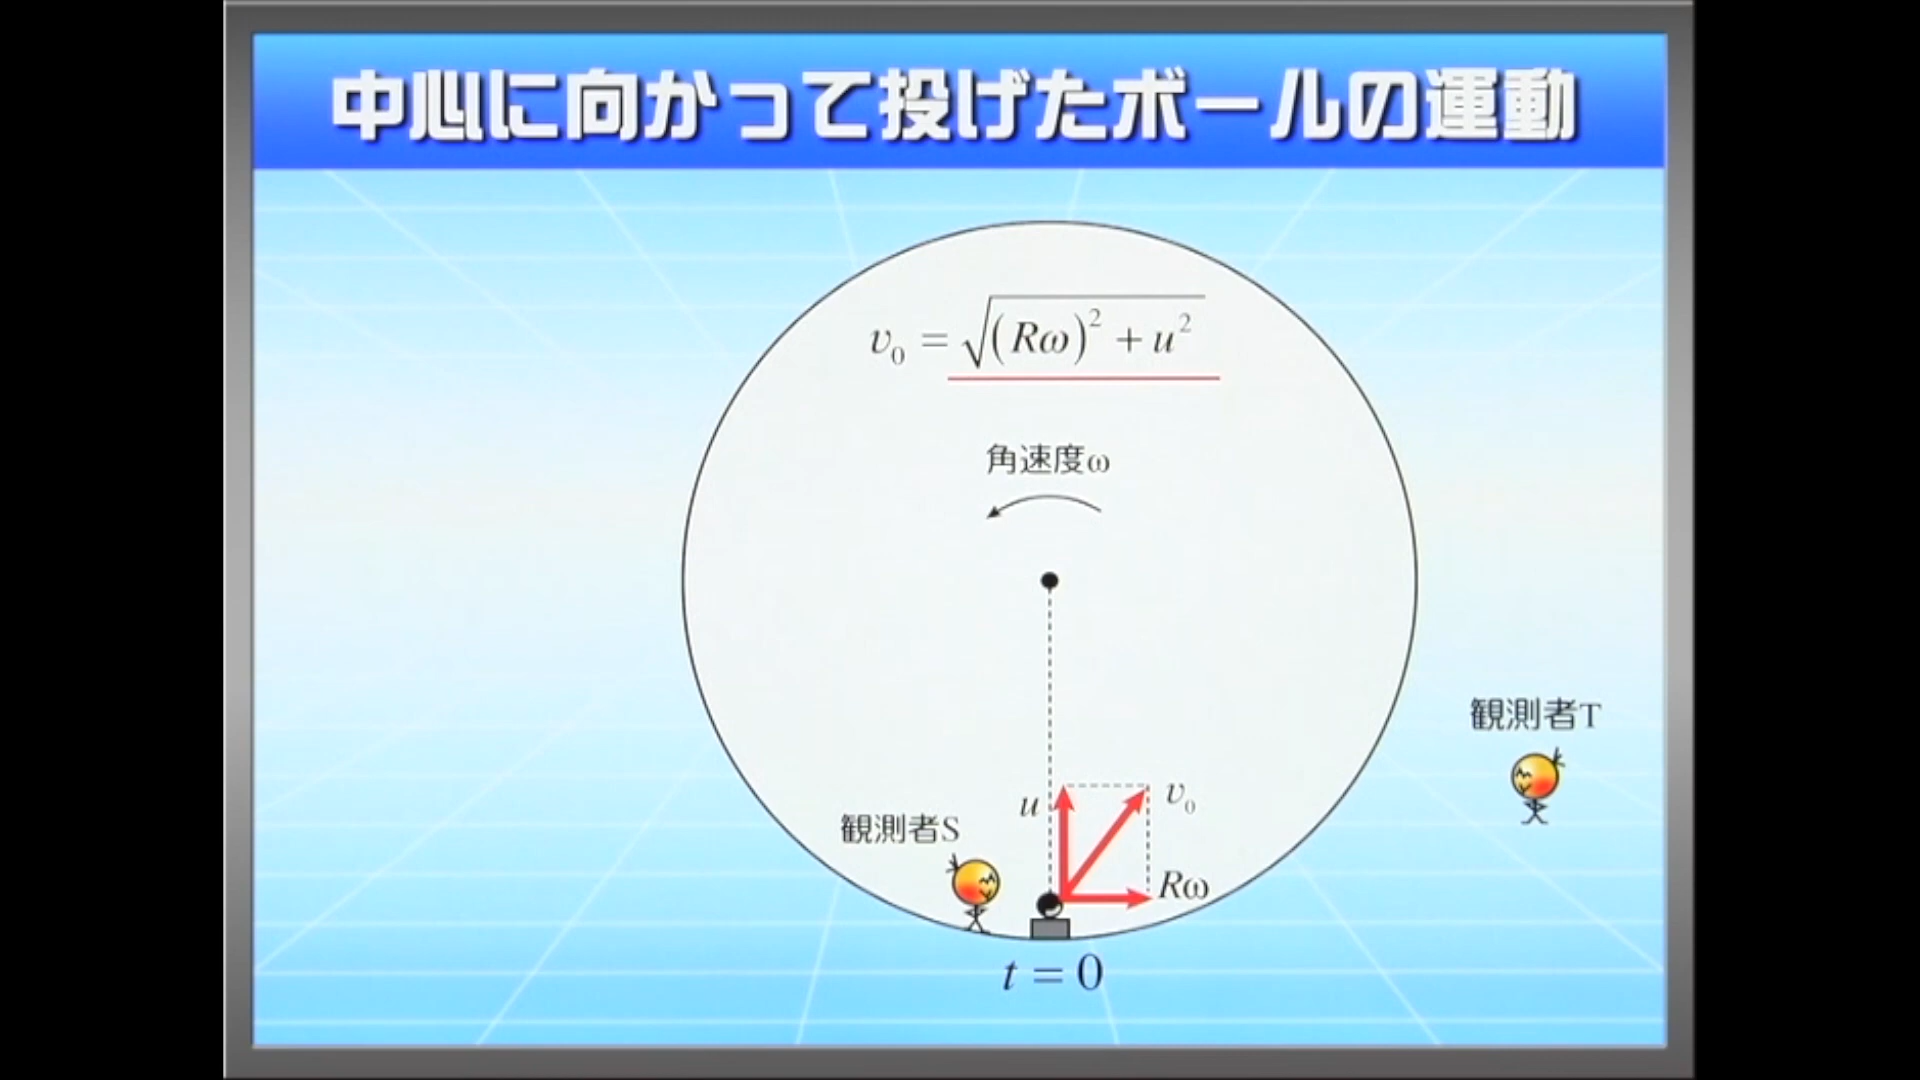 中心に向かって投げたボールの運動
v₀ = √(Rω)² + u²
角速度ω
観測者T
u
v₀
観測者S
Rω
t = 0